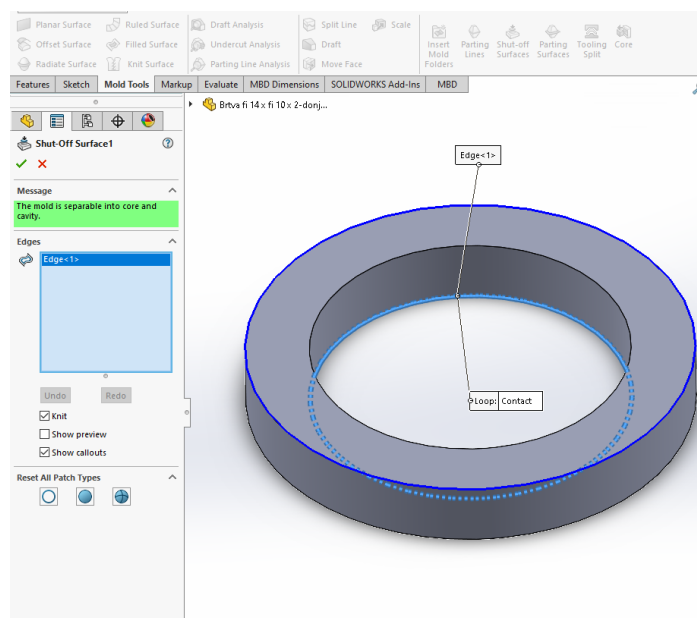 Planar Surface
Ruled Surface
Draft Analysis
Split Line
Scale
Offset Surface
Filled Surface
Undercut Analysis
Draft
Radiate Surface
Knit Surface
Parting Line Analysis
Move Face
Insert Mold Folders
Parting Lines
Shut-off Surfaces
Parting Surfaces
Tooling Split
Core
Features Sketch Mold Tools Markup Evaluate MBD Dimensions SOLIDWORKS Add-Ins MBD
Brtva fi 14 x fi 10 x 2-donj...
Shut-Off Surface1
Message
The mold is separable into core and
cavity.
Edges
Edge<1>
Undo Redo
Knit
Show preview
Show callouts
Reset All Patch Types
Edge<1>
Loop: Contact